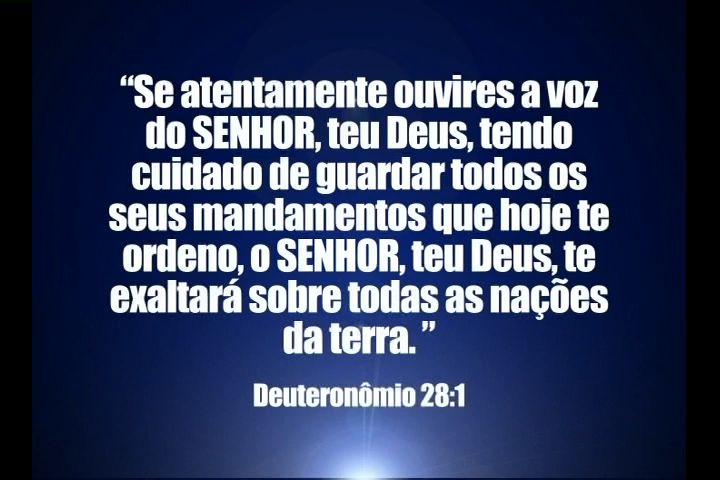 “Se atentamente ouvires a voz
do SENHOR, teu Deus, tendo
cuidado de guardar todos os
seus mandamentos que hoje te
ordeno, o SENHOR, teu Deus, te
exaltará sobre todas as nações
da terra. ”
Deuteronômio 28:1